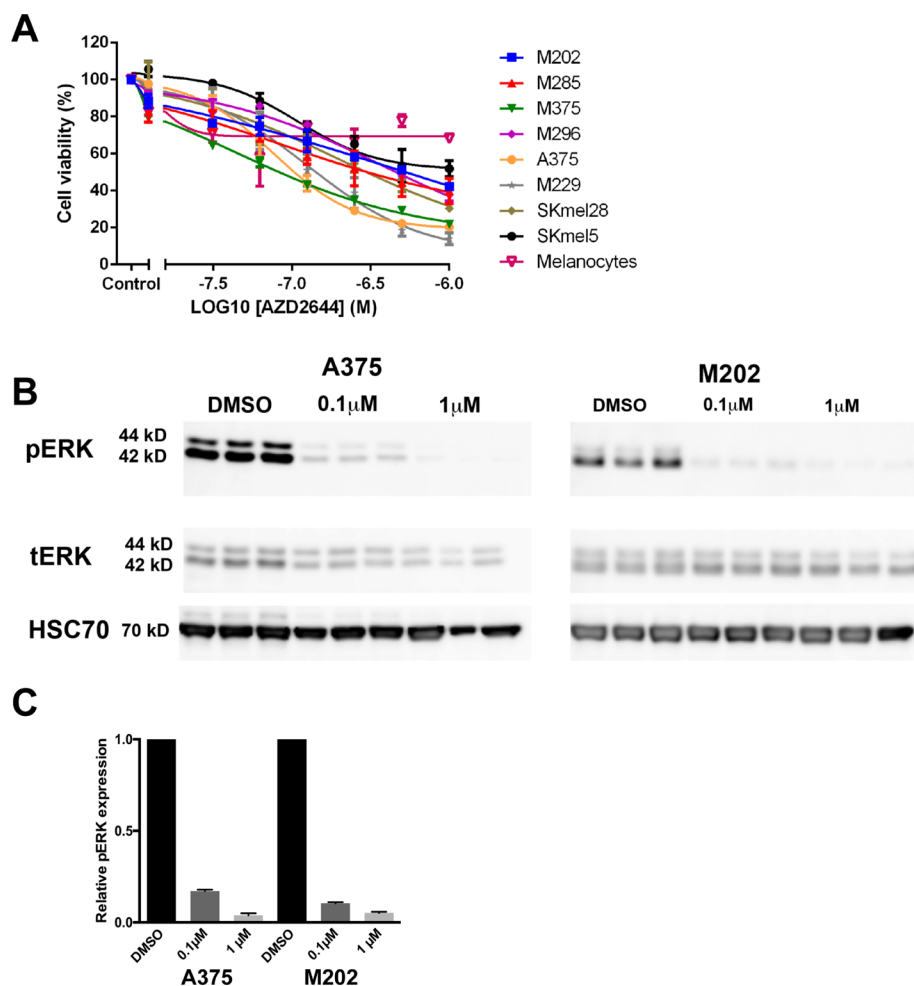 A
120
100
80
60
40
20
0
Cell viability (%)
Control
-7.5
-7.0
-6.5
-6.0
LOG10 [AZD2644] (M)
M202
M285
M375
M296
A375
M229
SKmel28
SKmel5
Melanocytes
B
A375
M202
DMSO 0.1µM 1µM
DMSO 0.1µM 1µM
pERK
44 kD
42 kD
tERK
44 kD
42 kD
HSC70 70 kD
C
1.0
0.5
0.0
Relative pERK expression
DMSO
0.1µM
1 µM
DMSO
0.1µM
1 µM
A375
M202